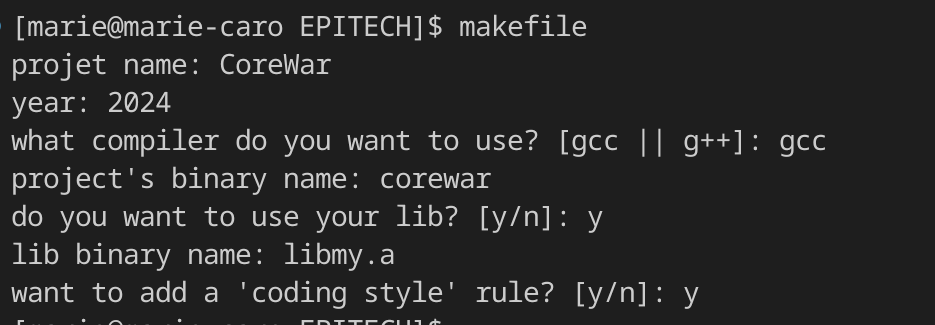 [marie@marie-caro EPITECH]$ makefile
projet name: CoreWar
year: 2024
what compiler do you want to use? [gcc || g++]: gcc
project's binary name: corewar
do you want to use your lib? [y/n]: y
lib binary name: libmy.a
want to add a 'coding style' rule? [y/n]: y